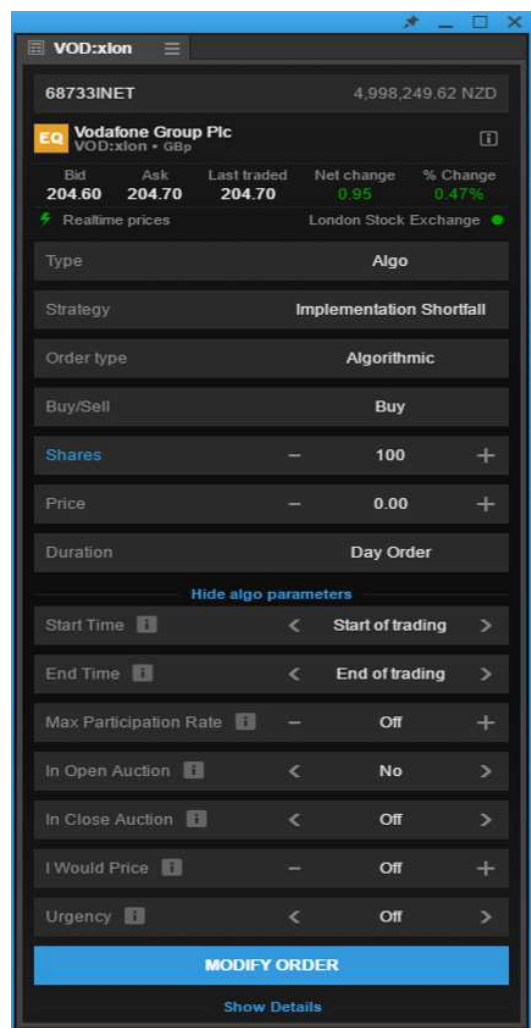 VOD:xlon
68733INET 4,998,249.62 NZD
EQ Vodafone Group Plc
VOD:xlon • GBp
Bid Ask Last traded Net change % Change
204.60 204.70 204.70 0.95 0.47%
Realtime prices London Stock Exchange
Type Algo
Strategy Implementation Shortfall
Order type Algorithmic
Buy/Sell Buy
Shares − 100 +
Price − 0.00 +
Duration Day Order
Hide algo parameters
Start Time i < Start of trading >
End Time i < End of trading >
Max Participation Rate i − Off +
In Open Auction i < No >
In Close Auction i < Off >
I Would Price i − Off +
Urgency i < Off >
MODIFY ORDER
Show Details